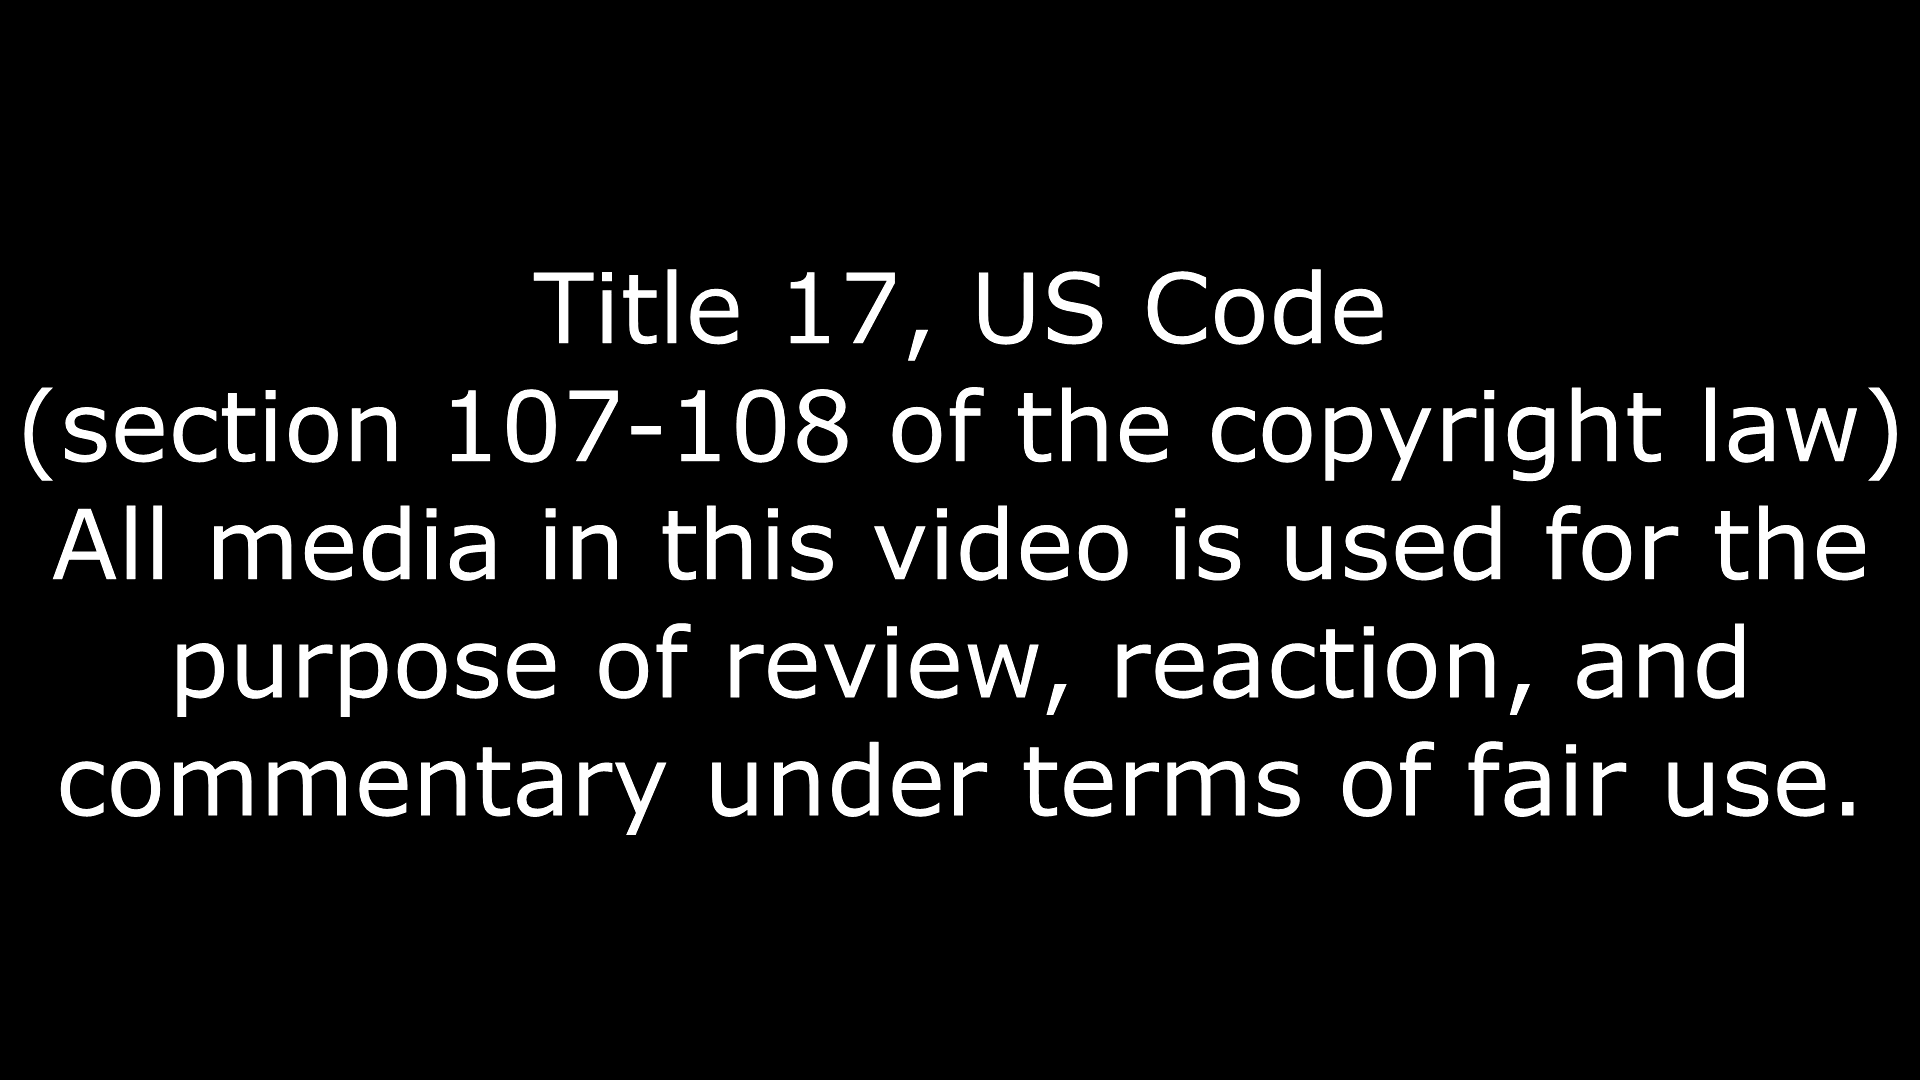 Title 17, US Code
(section 107-108 of the copyright law)
All media in this video is used for the
purpose of review, reaction, and
commentary under terms of fair use.